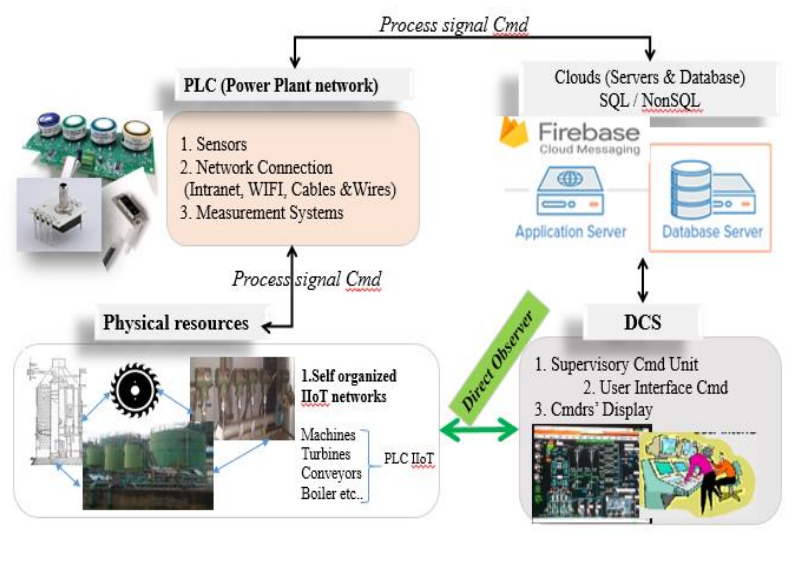 Process signal Cmd
PLC (Power Plant network)
1. Sensors
2. Network Connection
(Intranet, WIFI, Cables &Wires)
3. Measurement Systems
Clouds (Servers & Database)
SQL / NonSQL
Firebase
Cloud Messaging
Application Server
Database Server
Process signal Cmd
Physical resources
1.Self organized
IIoT networks
Machines
Turbines
Conveyors
Boiler etc..
PLC IIoT
Direct Observer
DCS
1. Supervisory Cmd Unit
2. User Interface Cmd
3. Cmdrs’ Display